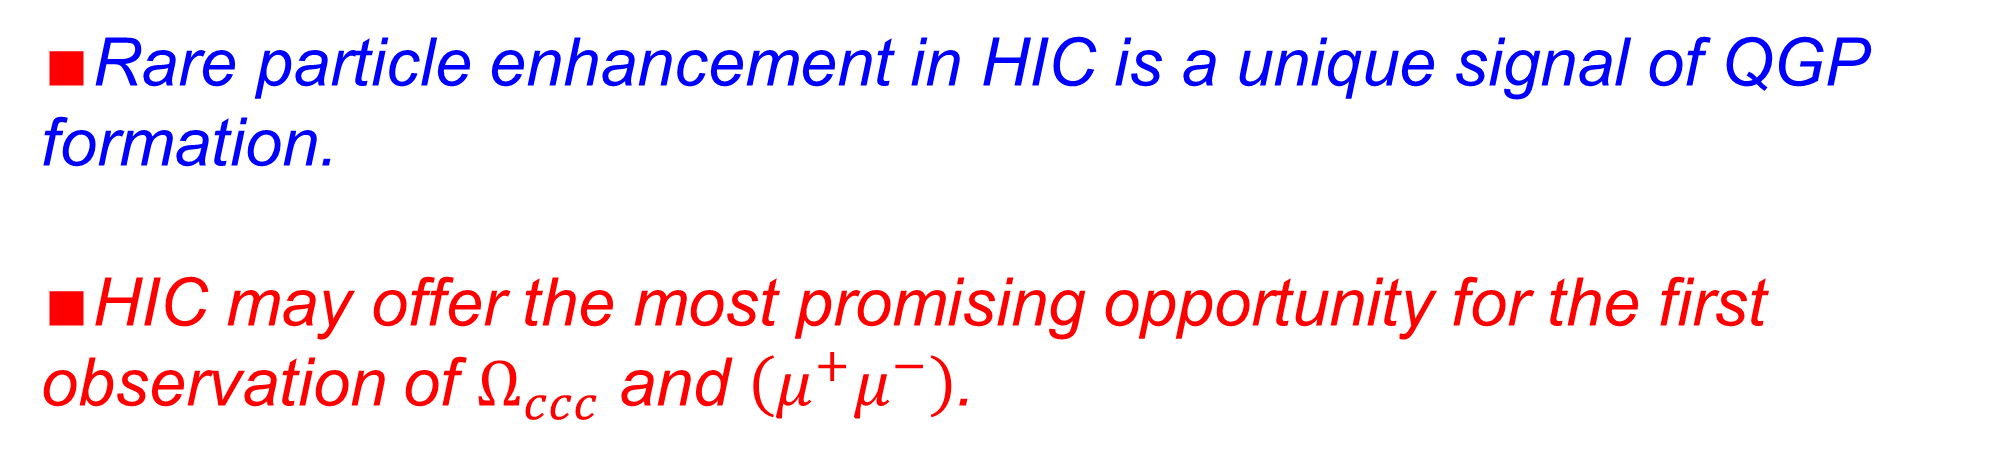 ■Rare particle enhancement in HIC is a unique signal of QGP
formation.
■HIC may offer the most promising opportunity for the first
observation of Ω_ccc and (μ⁺μ⁻).